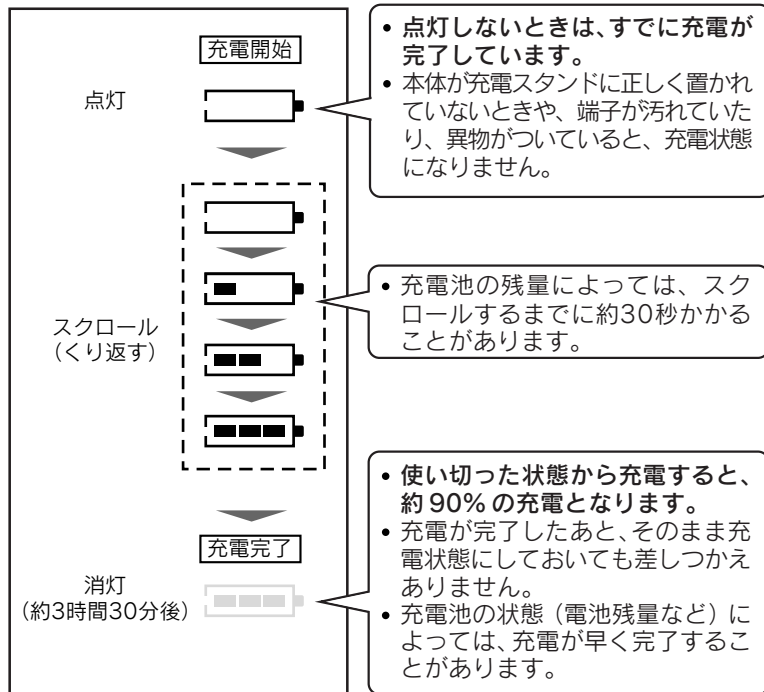 充電開始
点灯
• 点灯しないときは、すでに充電が
完了しています。
• 本体が充電スタンドに正しく置かれ
ていないときや、端子が汚れていた
り、異物がついていると、充電状態
になりません。
スクロール
（くり返す）
• 充電池の残量によっては、スク
ロールするまでに約30秒かかる
ことがあります。
充電完了
消灯
（約3時間30分後）
• 使い切った状態から充電すると、
約 90% の充電となります。
• 充電が完了したあと、そのまま充
電状態にしておいても差しつかえ
ありません。
• 充電池の状態（電池残量など）に
よっては、充電が早く完了するこ
とがあります。